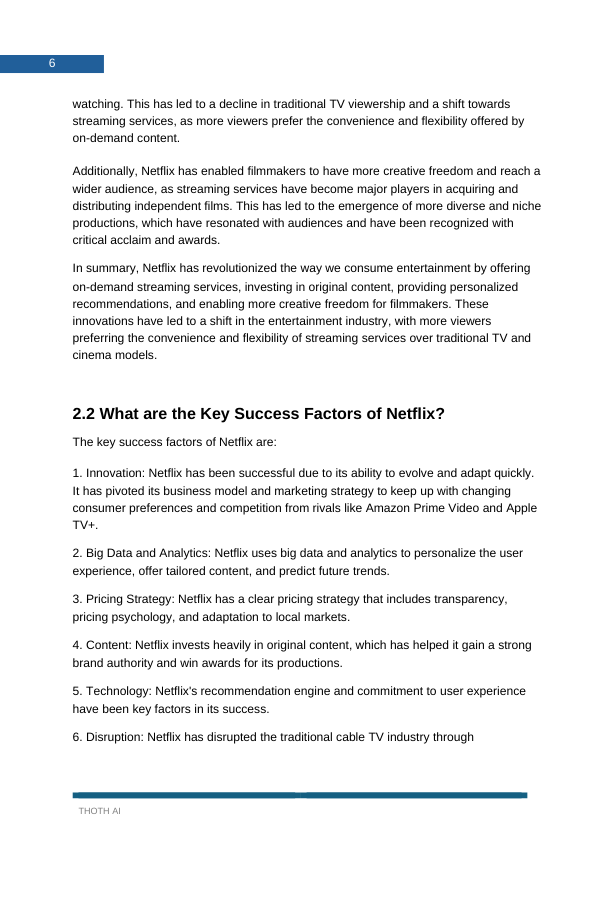 6
watching. This has led to a decline in traditional TV viewership and a shift towards
streaming services, as more viewers prefer the convenience and flexibility offered by
on-demand content.
Additionally, Netflix has enabled filmmakers to have more creative freedom and reach a
wider audience, as streaming services have become major players in acquiring and
distributing independent films. This has led to the emergence of more diverse and niche
productions, which have resonated with audiences and have been recognized with
critical acclaim and awards.
In summary, Netflix has revolutionized the way we consume entertainment by offering
on-demand streaming services, investing in original content, providing personalized
recommendations, and enabling more creative freedom for filmmakers. These
innovations have led to a shift in the entertainment industry, with more viewers
preferring the convenience and flexibility of streaming services over traditional TV and
cinema models.
2.2 What are the Key Success Factors of Netflix?
The key success factors of Netflix are:
1. Innovation: Netflix has been successful due to its ability to evolve and adapt quickly.
It has pivoted its business model and marketing strategy to keep up with changing
consumer preferences and competition from rivals like Amazon Prime Video and Apple
TV+.
2. Big Data and Analytics: Netflix uses big data and analytics to personalize the user
experience, offer tailored content, and predict future trends.
3. Pricing Strategy: Netflix has a clear pricing strategy that includes transparency,
pricing psychology, and adaptation to local markets.
4. Content: Netflix invests heavily in original content, which has helped it gain a strong
brand authority and win awards for its productions.
5. Technology: Netflix's recommendation engine and commitment to user experience
have been key factors in its success.
6. Disruption: Netflix has disrupted the traditional cable TV industry through
THOTH AI